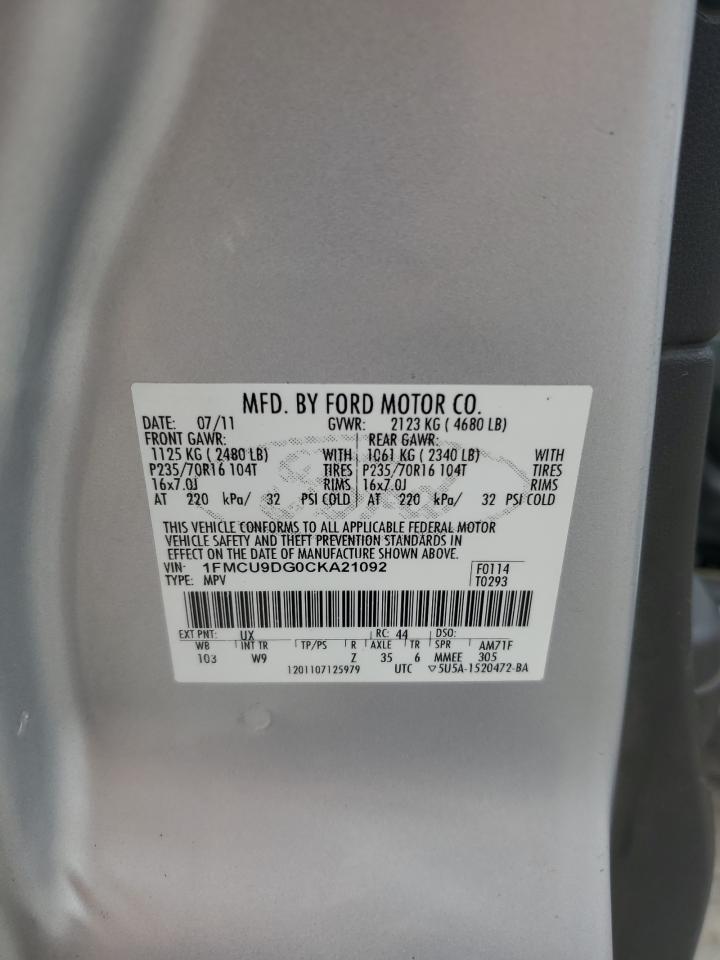 MFD. BY FORD MOTOR CO.
DATE: 07/11 GVWR: 2123 KG ( 4680 LB)
FRONT GAWR: REAR GAWR:
1125 KG ( 2480 LB) WITH 1061 KG ( 2340 LB) WITH
P235/70R16 104T TIRES P235/70R16 104T TIRES
16x7.0J RIMS 16x7.0J RIMS
AT 220 kPa/ 32 PSI COLD AT 220 kPa/ 32 PSI COLD
THIS VEHICLE CONFORMS TO ALL APPLICABLE FEDERAL MOTOR
VEHICLE SAFETY AND THEFT PREVENTION STANDARDS IN
EFFECT ON THE DATE OF MANUFACTURE SHOWN ABOVE.
VIN: 1FMCU9DG0CKA21092 F0114
TYPE: MPV T0293
EXT PNT: UX RC: 44 DSO:
WB INT TR TP/PS R AXLE TR SPR AM71F
103 W9 Z 35 6 MMEE 305
1201107125979 UTC ▽5U5A-1520472-BA